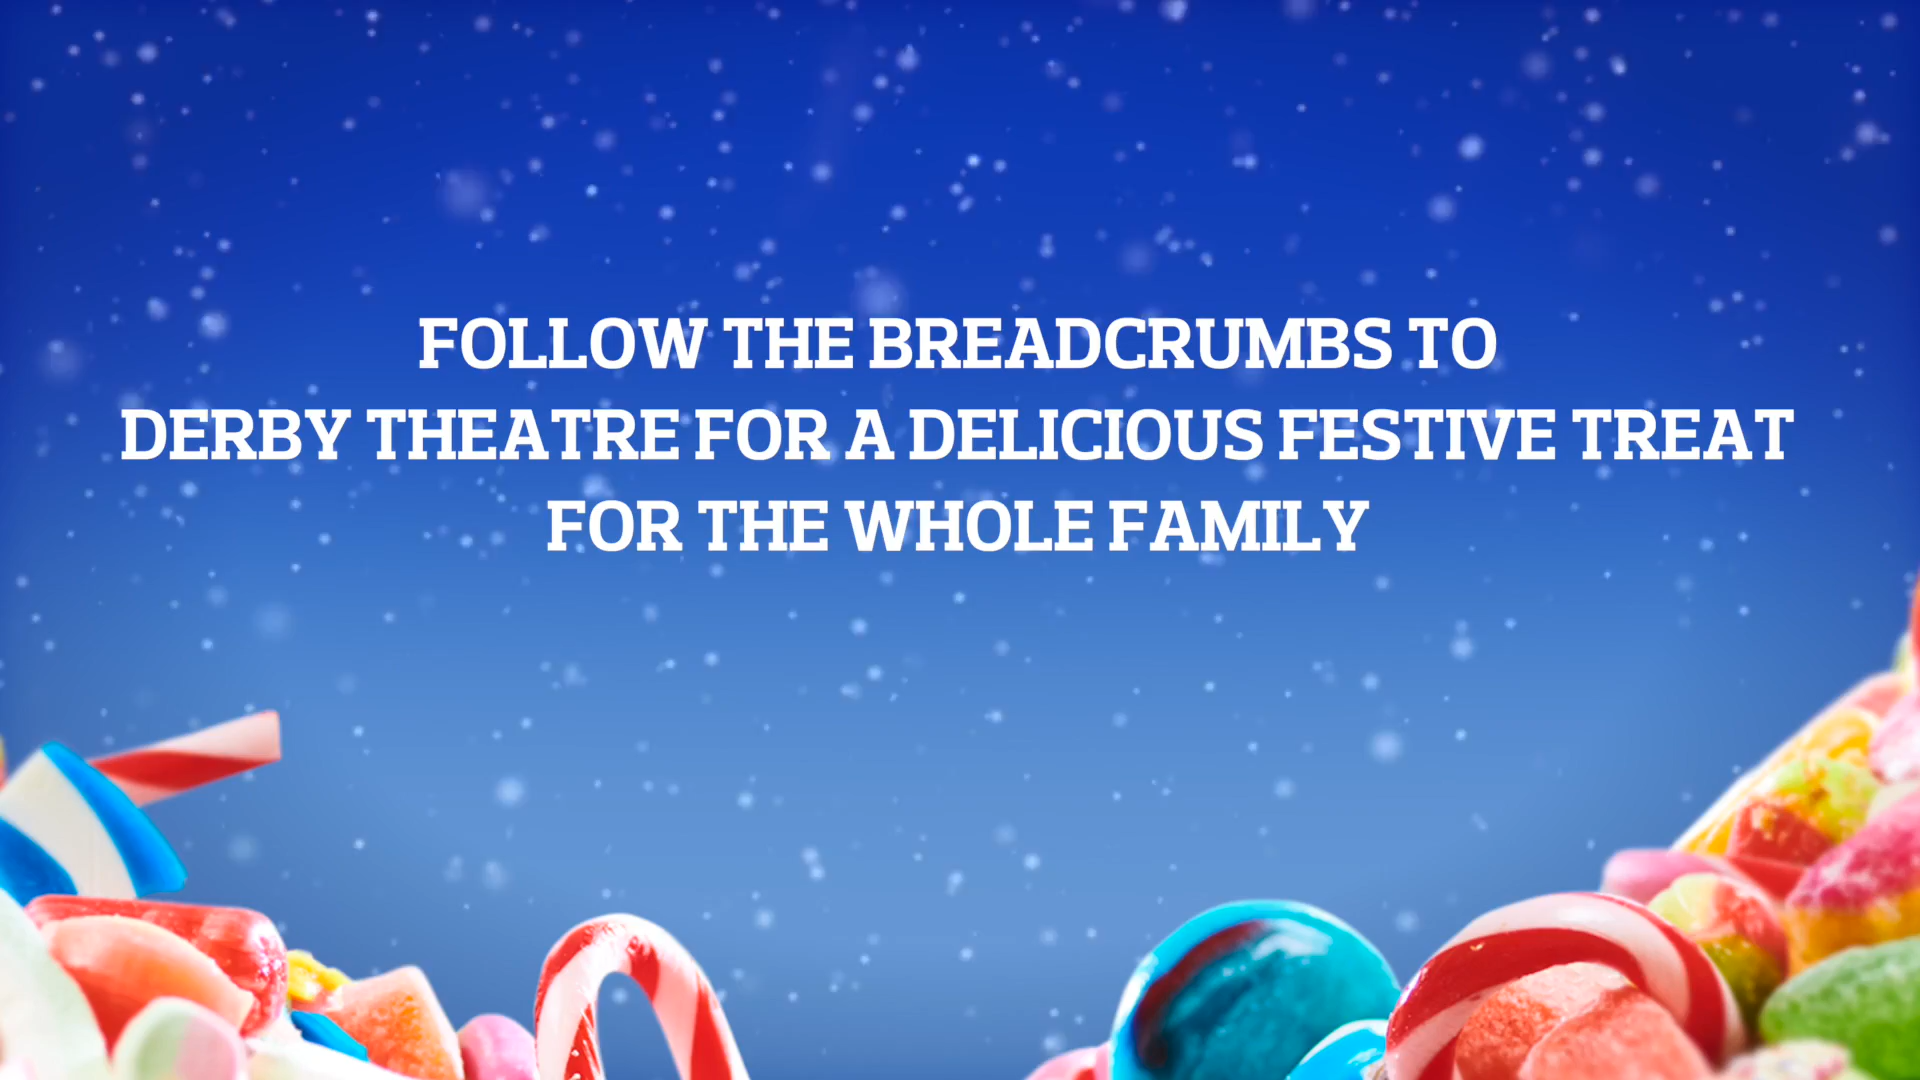 FOLLOW THE BREADCRUMBS TO
DERBY THEATRE FOR A DELICIOUS FESTIVE TREAT
FOR THE WHOLE FAMILY